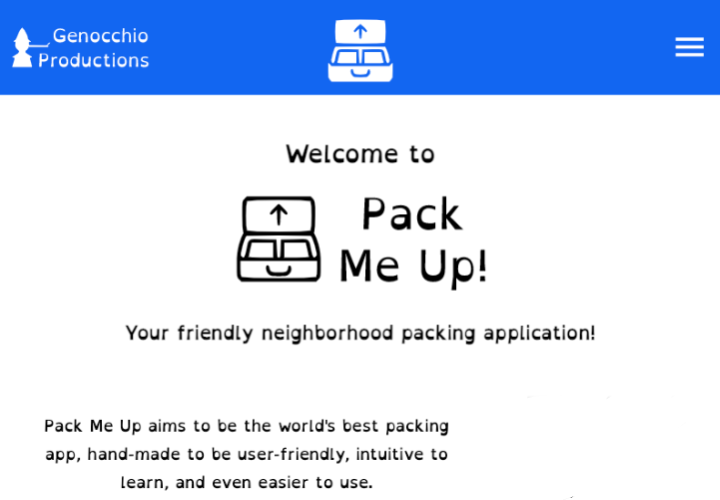 Genocchio
Productions
Welcome to
Pack
Me Up!
Your friendly neighborhood packing application!
Pack Me Up aims to be the world's best packing
app, hand-made to be user-friendly, intuitive to
learn, and even easier to use.